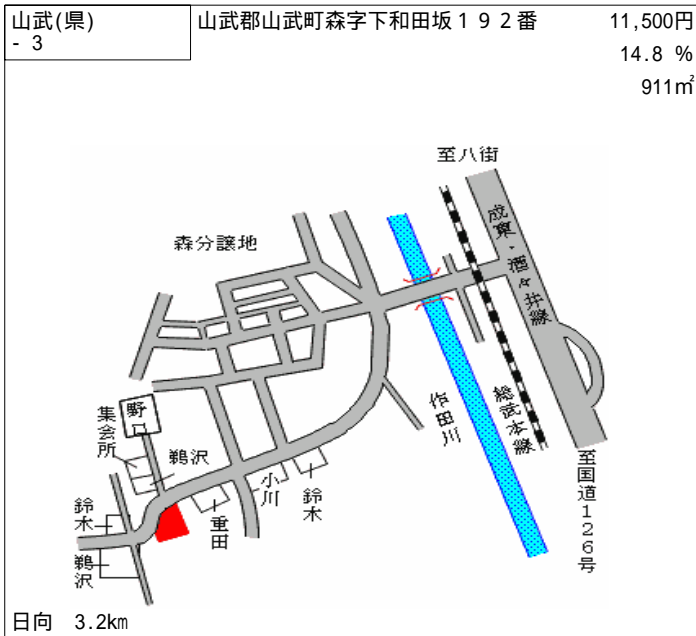 山武(県)
- 3
山武郡山武町森字下和田坂１９２番
11,500円
14.8 %
911㎡
至八街
成東・酒々井線
森分譲地
総武本線
作田川
至国道１２６号
野口
集会所
鵜沢
小川
鈴木
重田
鈴木
鵜沢
日向 3.2km